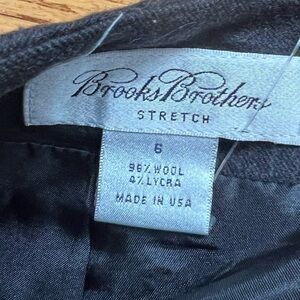 Brooks Brothers
STRETCH
6
96% WOOL
4% LYCRA
MADE IN USA